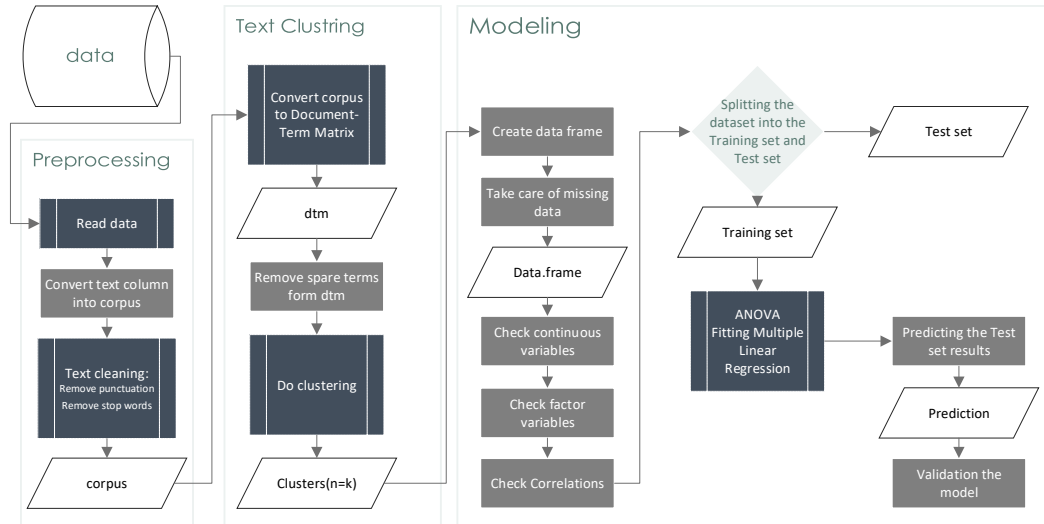 data
Preprocessing
Read data
Convert text column
into corpus
Text cleaning:
Remove punctuation
Remove stop words
corpus
Text Clustring
Convert corpus
to Document-
Term Matrix
dtm
Remove spare terms
form dtm
Do clustering
Clusters(n=k)
Modeling
Create data frame
Take care of missing
data
Data.frame
Check continuous
variables
Check factor
variables
Check Correlations
Splitting the
dataset into the
Training set and
Test set
Test set
Training set
ANOVA
Fitting Multiple
Linear
Regression
Predicting the Test
set results
Prediction
Validation the
model